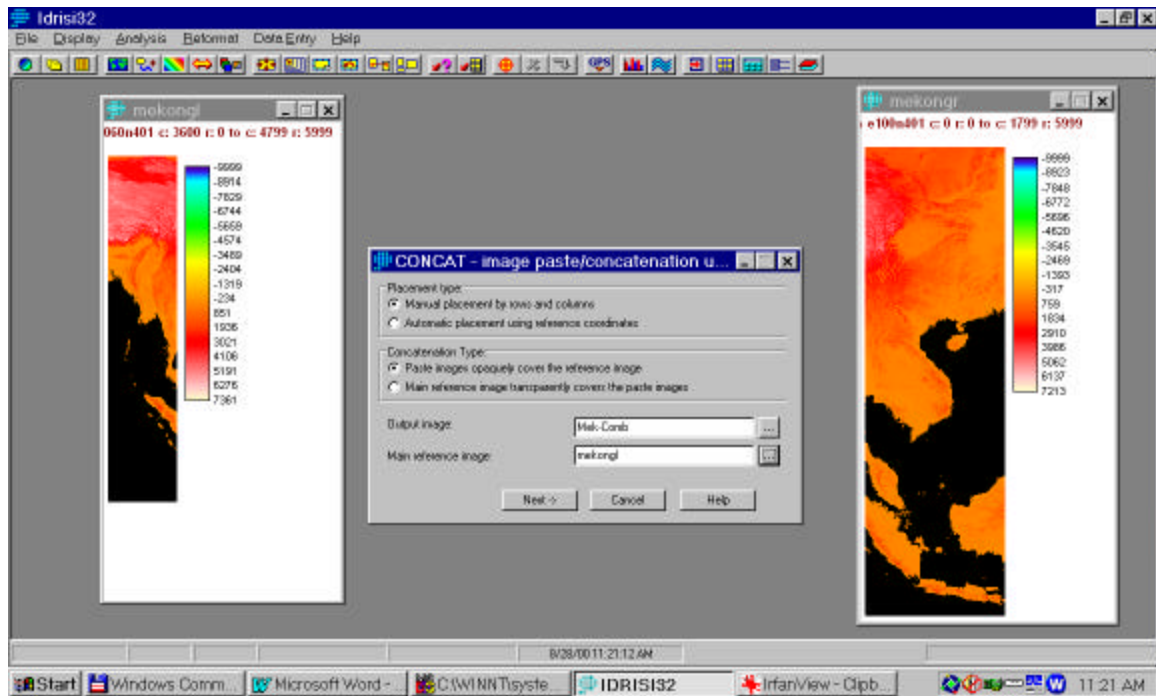 Idrisi32
File Display Analysis Reformat Data Entry Help
mekongl
060n401 c: 3600 r: 0 to c: 4799 r: 5999
-9999
-8914
-7829
-6744
-5659
-4574
-3489
-2404
-1319
-234
851
1936
3021
4106
5191
6276
7361
CONCAT - image paste/concatenation u...
Placement type:
Manual placement by rows and columns
Automatic placement using reference coordinates
Concatenation Type:
Paste images opaquely cover the reference image
Main reference image transparently covers the paste images
Output image:
Mek-Comb
...
Main reference image:
mekongl
...
Next ->
Cancel
Help
mekongr
e100n401 c: 0 r: 0 to c: 1799 r: 5999
-9999
-8923
-7848
-6772
-5696
-4620
-3545
-2469
-1393
-317
759
1834
2910
3986
5062
6137
7213
GPS
8/28/00 11:21:12 AM
Start
Windows Comm...
Microsoft Word - ...
C:\WINNT\syste...
IDRISI32
IrfanView - Clipb...
11:21 AM